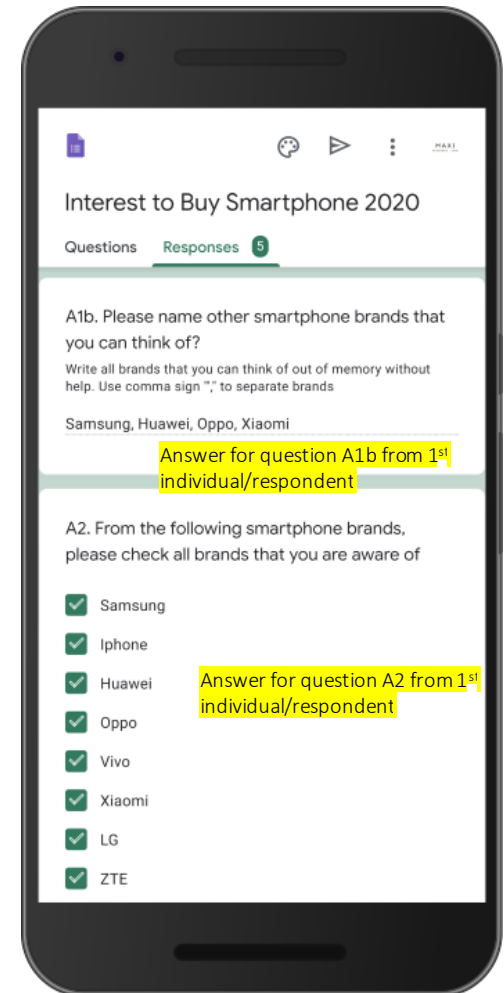 MAXI
Interest to Buy Smartphone 2020
Questions Responses 5
A1b. Please name other smartphone brands that
you can think of?
Write all brands that you can think of out of memory without
help. Use comma sign "," to separate brands
Samsung, Huawei, Oppo, Xiaomi
Answer for question A1b from 1st
individual/respondent
A2. From the following smartphone brands,
please check all brands that you are aware of
Samsung
Iphone
Huawei
Answer for question A2 from 1st
individual/respondent
Oppo
Vivo
Xiaomi
LG
ZTE